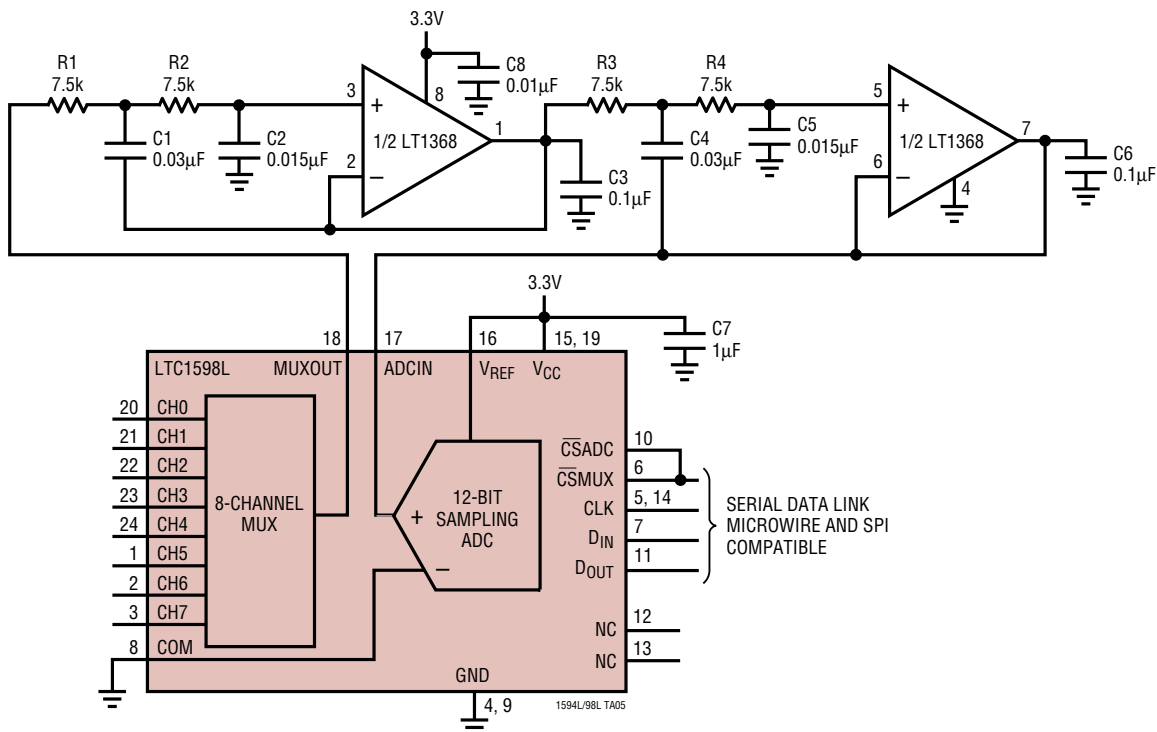 3.3V
R1
7.5k
R2
7.5k
C8
0.01µF
R3
7.5k
R4
7.5k
3
+
8
1/2 LT1368
1
2
–
C1
0.03µF
C2
0.015µF
C3
0.1µF
C4
0.03µF
C5
0.015µF
5
+
1/2 LT1368
7
6
–
4
C6
0.1µF
3.3V
C7
1µF
18
17
16
15, 19
LTC1598L
MUXOUT
ADCIN
VREF
VCC
20 CH0
21 CH1
22 CH2
23 CH3
24 CH4
1 CH5
2 CH6
3 CH7
8 COM
8-CHANNEL
MUX
+
12-BIT
SAMPLING
ADC
–
C̅S̅ADC 10
C̅S̅MUX 6
CLK 5, 14
DIN 7
DOUT 11
NC 12
NC 13
SERIAL DATA LINK
MICROWIRE AND SPI
COMPATIBLE
GND
4, 9
1594L/98L TA05